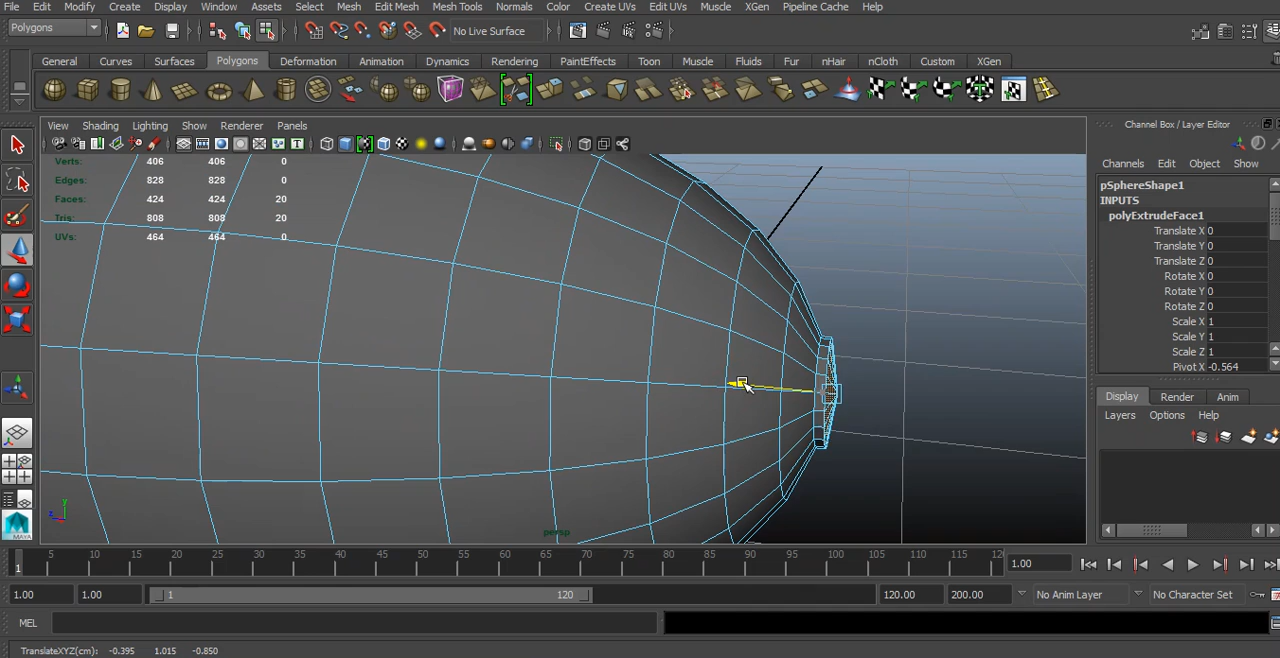 File Edit Modify Create Display Window Assets Select Mesh Edit Mesh Mesh Tools Normals Color Create UVs Edit UVs Muscle XGen Pipeline Cache Help
Polygons No Live Surface
General Curves Surfaces Polygons Deformation Animation Dynamics Rendering PaintEffects Toon Muscle Fluids Fur nHair nCloth Custom XGen
View Shading Lighting Show Renderer Panels
Channel Box / Layer Editor
Channels Edit Object Show
Verts: 406 406 0
Edges: 828 828 0
Faces: 424 424 20
Tris: 808 808 20
UVs: 464 464 0
pSphereShape1
INPUTS
polyExtrudeFace1
Translate X 0
Translate Y 0
Translate Z 0
Rotate X 0
Rotate Y 0
Rotate Z 0
Scale X 1
Scale Y 1
Scale Z 1
Pivot X -0.564
Display Render Anim
Layers Options Help
y
persp
MAYA
5 10 15 20 25 30 35 40 45 50 55 60 65 70 75 80 85 90 95 100 105 110 115 12
1 1.00
1.00 1.00 1 120 120.00 200.00 No Anim Layer No Character Set
MEL
TranslateXYZ(cm): -0.395 1.015 -0.850